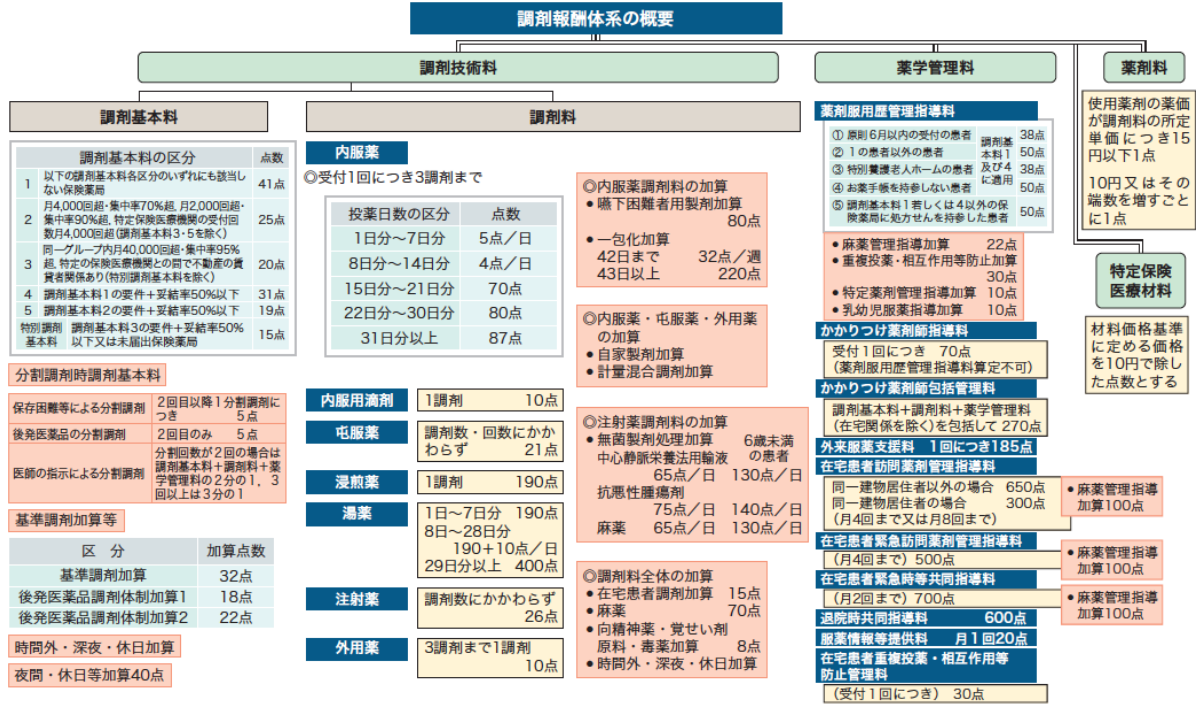 調剤報酬体系の概要
調剤技術料
調剤基本料
調剤基本料の区分 点数
1 以下の調剤基本料各区分のいずれにも該当し
ない保険薬局 41点
2 月4,000回超・集中率70%超, 月2,000回超・
集中率90%超, 特定保険医療機関の受付回
数月4,000回超(調剤基本料3・5を除く) 25点
3 同一グループ内月40,000回超・集中率95%
超, 特定の保険医療機関との間で不動産の賃
貸者関係あり(特別調剤基本料を除く) 20点
4 調剤基本料1の要件+妥結率50%以下 31点
5 調剤基本料2の要件+妥結率50%以下 19点
特別調剤
基本料 調剤基本料3の要件+妥結率50%
以下又は未届出保険薬局 15点
分割調剤時調剤基本料
保存困難等による分割調剤 2回目以降1分割調剤に
つき 5点
後発医薬品の分割調剤 2回目のみ 5点
医師の指示による分割調剤 分割回数が2回の場合は
調剤基本料+調剤料+薬
学管理料の2分の1, 3
回以上は3分の1
基準調剤加算等
区 分 加算点数
基準調剤加算 32点
後発医薬品調剤体制加算1 18点
後発医薬品調剤体制加算2 22点
時間外・深夜・休日加算
夜間・休日等加算40点
調剤料
内服薬
◎受付1回につき3調剤まで
投薬日数の区分 点数
1日分〜7日分 5点/日
8日分〜14日分 4点/日
15日分〜21日分 70点
22日分〜30日分 80点
31日分以上 87点
内服用滴剤 1調剤 10点
屯服薬 調剤数・回数にかか
わらず 21点
浸煎薬 1調剤 190点
湯薬 1日〜7日分 190点
8日〜28日分
190+10点/日
29日分以上 400点
注射薬 調剤数にかかわらず
26点
外用薬 3調剤まで1調剤
10点
◎内服薬調剤料の加算
● 嚥下困難者用製剤加算
80点
● 一包化加算
42日まで 32点/週
43日以上 220点
◎内服薬・屯服薬・外用薬
の加算
● 自家製剤加算
● 計量混合調剤加算
◎注射薬調剤料の加算
● 無菌製剤処理加算 6歳未満
中心静脈栄養法用輸液 の患者
65点/日 130点/日
抗悪性腫瘍剤
75点/日 140点/日
麻薬 65点/日 130点/日
◎調剤料全体の加算
● 在宅患者調剤加算 15点
● 麻薬 70点
● 向精神薬・覚せい剤
原料・毒薬加算 8点
● 時間外・深夜・休日加算
薬学管理料
薬剤服用歴管理指導料
① 原則6月以内の受付の患者 38点
② 1の患者以外の患者 50点
③ 特別養護老人ホームの患者 38点
④ お薬手帳を持参しない患者 50点
調剤基
本料1
及び4
に適用
⑤ 調剤基本料1若しくは4以外の保
険薬局に処方せんを持参した患者 50点
● 麻薬管理指導加算 22点
● 重複投薬・相互作用等防止加算
30点
● 特定薬剤管理指導加算 10点
● 乳幼児服薬指導加算 10点
かかりつけ薬剤師指導料
受付1回につき 70点
(薬剤服用歴管理指導料算定不可)
かかりつけ薬剤師包括管理料
調剤基本料+調剤料+薬学管理料
(在宅関係を除く)を包括して 270点
外来服薬支援料 1回につき185点
在宅患者訪問薬剤管理指導料
同一建物居住者以外の場合 650点
同一建物居住者の場合 300点
(月4回まで又は月8回まで)
● 麻薬管理指導
加算100点
在宅患者緊急訪問薬剤管理指導料
(月4回まで) 500点
● 麻薬管理指導
加算100点
在宅患者緊急時等共同指導料
(月2回まで) 700点
● 麻薬管理指導
加算100点
退院時共同指導料 600点
服薬情報等提供料 月1回20点
在宅患者重複投薬・相互作用等
防止管理料
(受付1回につき) 30点
薬剤料
使用薬剤の薬価
が調剤料の所定
単価につき15
円以下1点
10円又はその
端数を増すごと
に1点
特定保険
医療材料
材料価格基準
に定める価格
を10円で除し
た点数とする